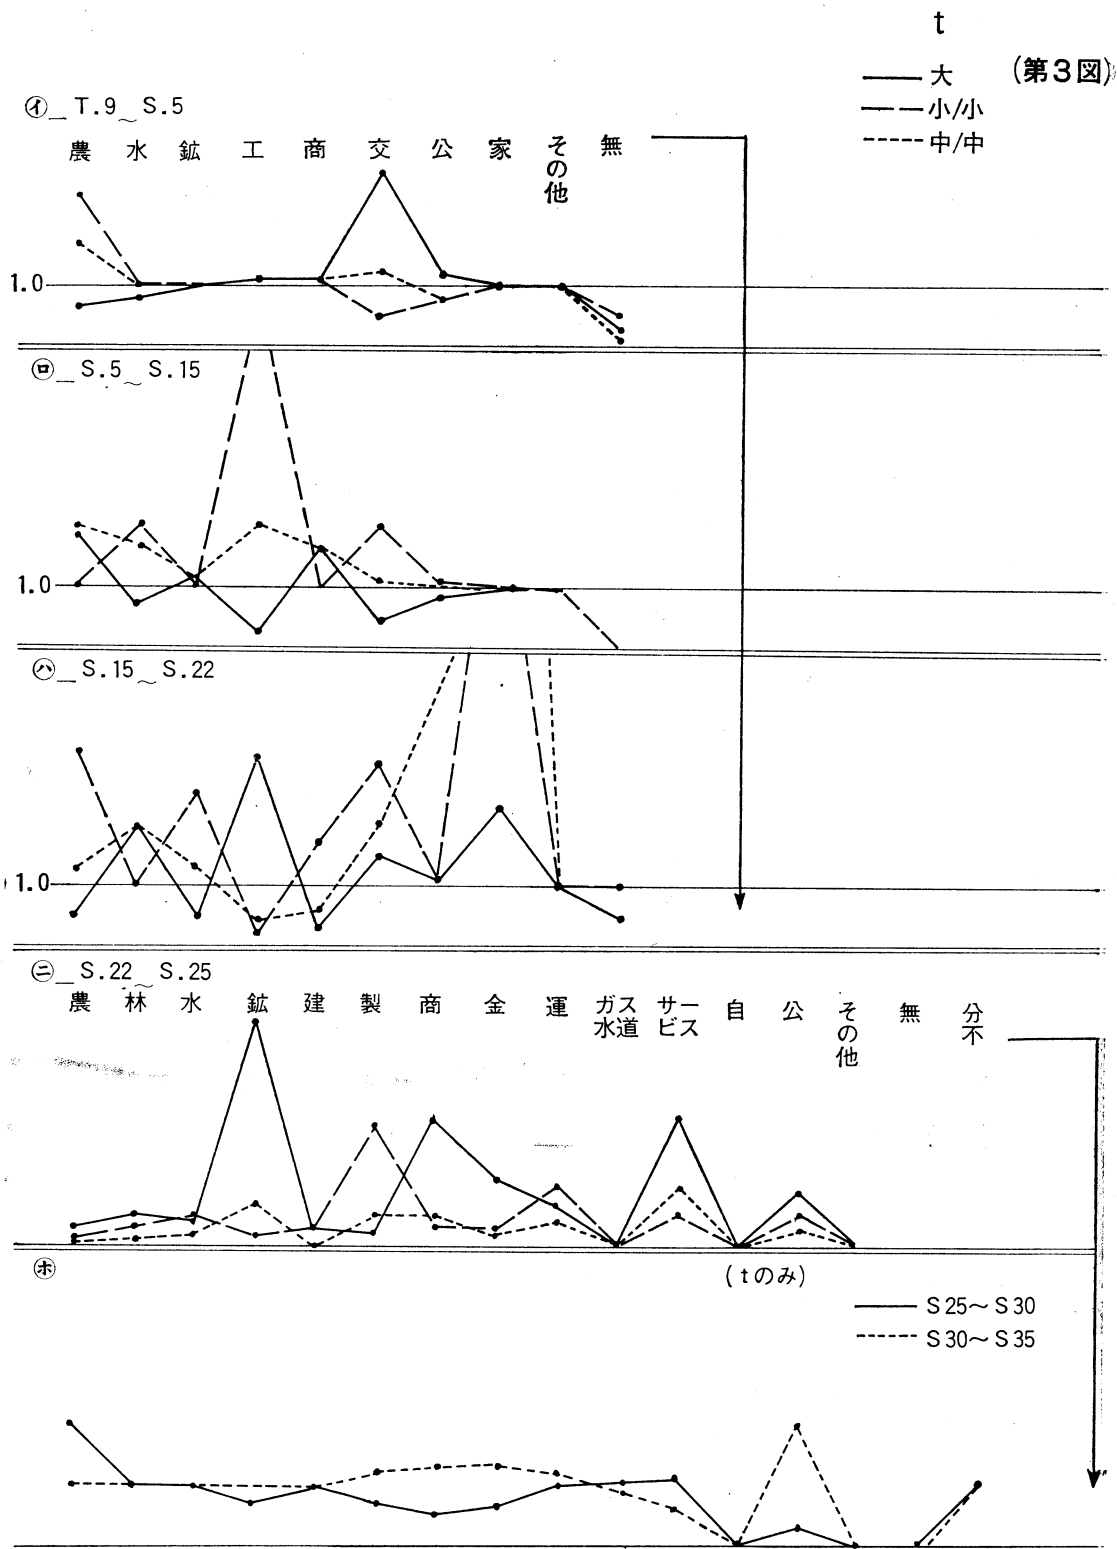 t
(第3図)
大
小/小
中/中
㋑_T.9~S.5
農 水 鉱 工 商 交 公 家 その他 無
1.0
㋺_S.5~S.15
1.0
㋩_S.15~S.22
1.0
㋥_S.22~S.25
農 林 水 鉱 建 製 商 金 運 ガス水道 サービス 自 公 その他 無 分不
㋭
(tのみ)
S25~S30
S30~S35